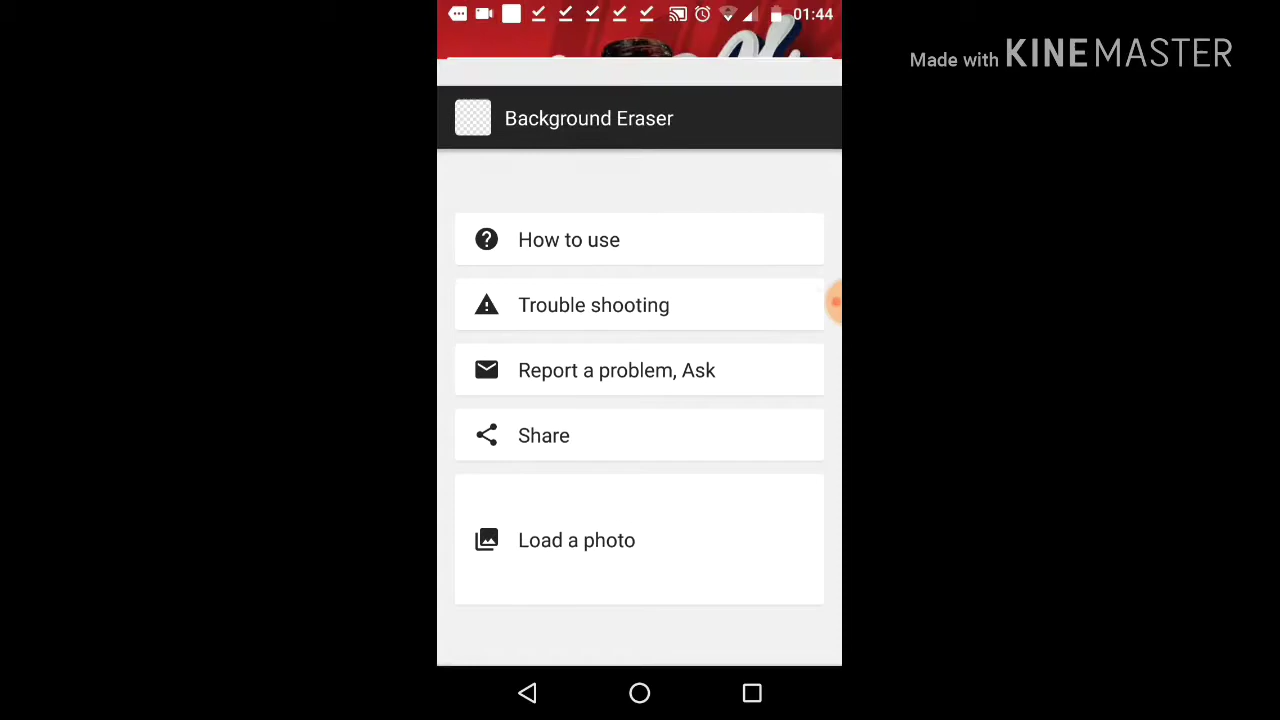 01:44
Made with KINEMASTER
Background Eraser
How to use
Trouble shooting
Report a problem, Ask
Share
Load a photo